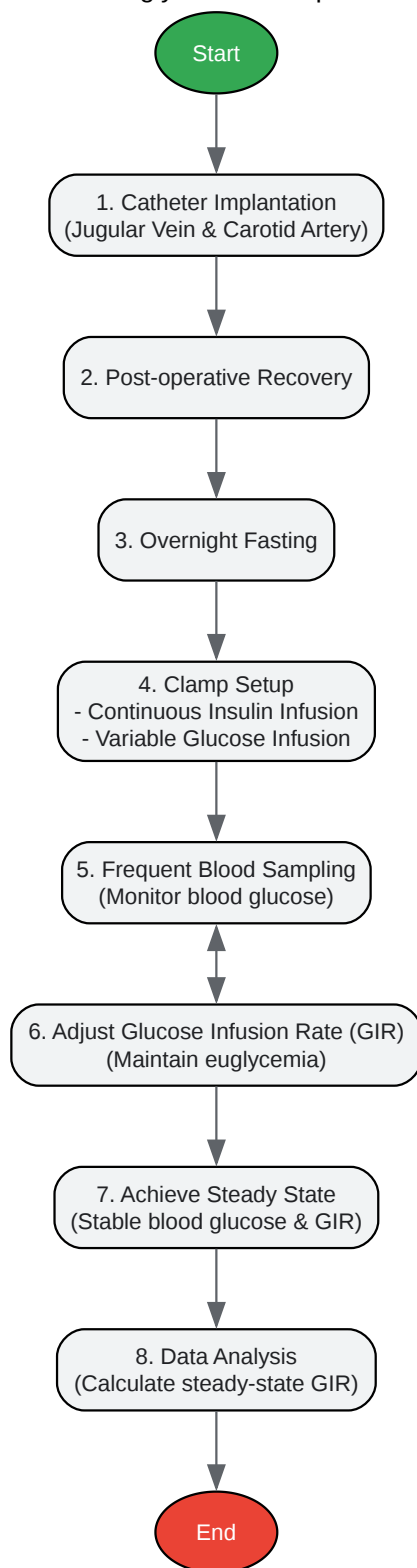 Start
1. Catheter Implantation
(Jugular Vein & Carotid Artery)
2. Post-operative Recovery
3. Overnight Fasting
4. Clamp Setup
- Continuous Insulin Infusion
- Variable Glucose Infusion
5. Frequent Blood Sampling
(Monitor blood glucose)
6. Adjust Glucose Infusion Rate (GIR)
(Maintain euglycemia)
7. Achieve Steady State
(Stable blood glucose & GIR)
8. Data Analysis
(Calculate steady-state GIR)
End